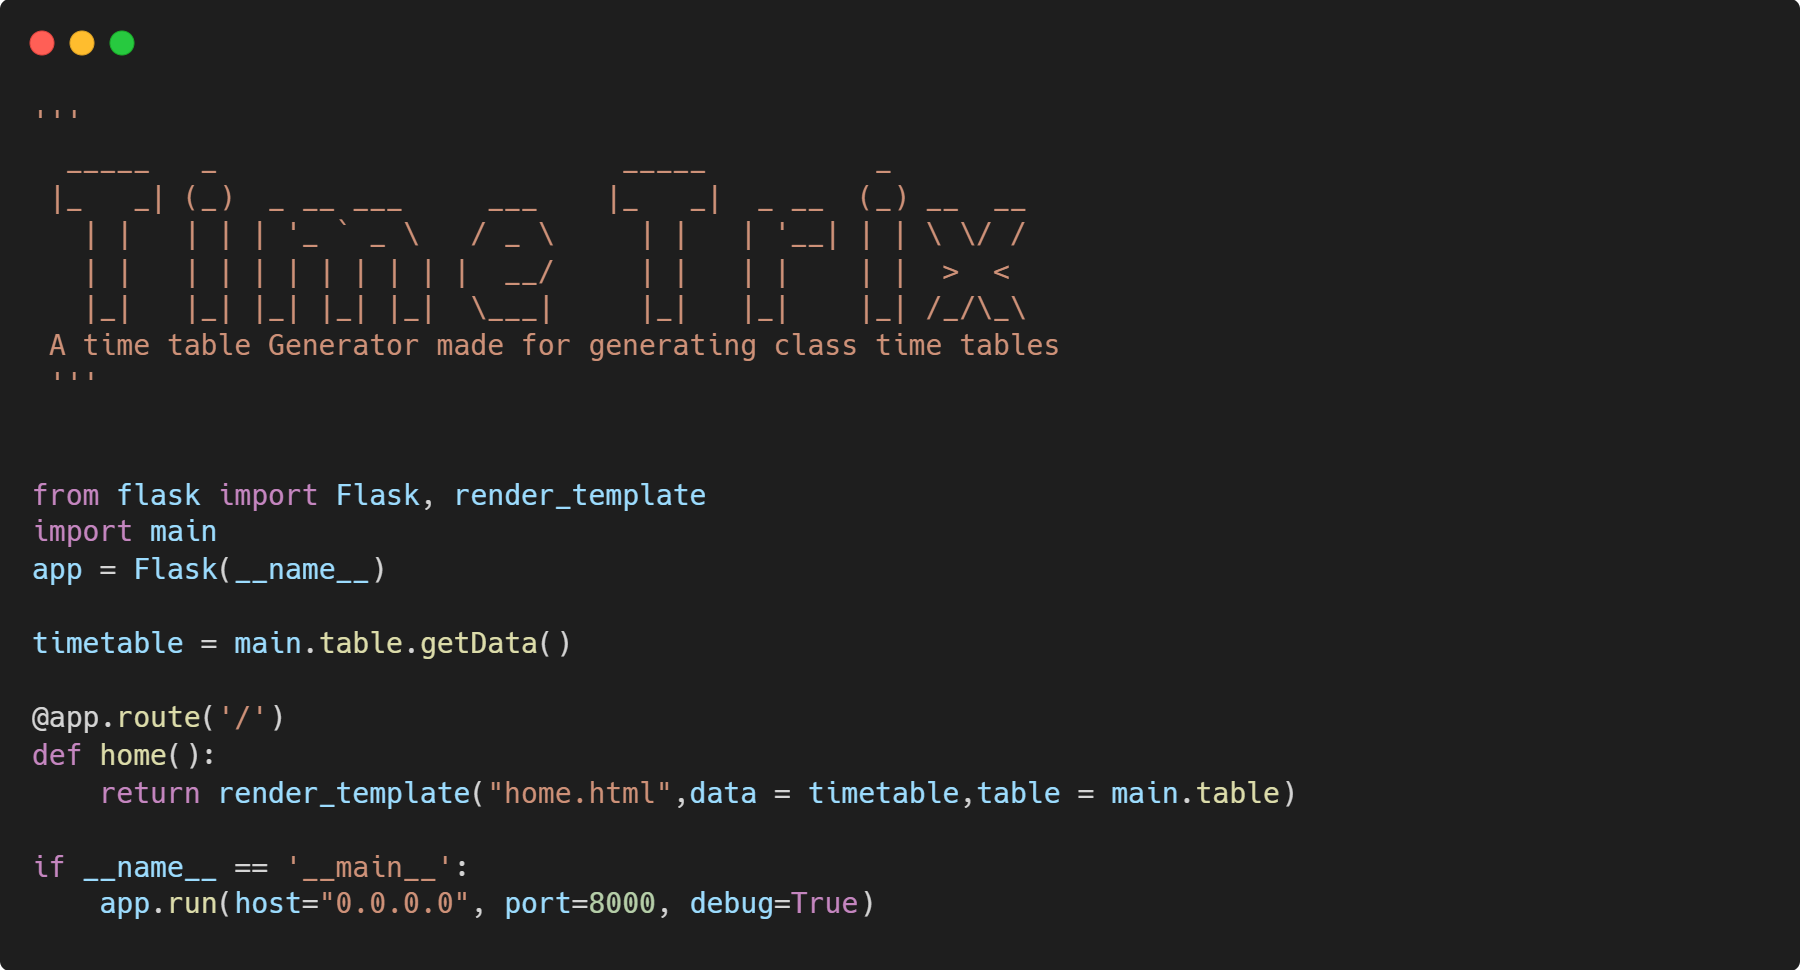 '''
  _____   _                        _____          _
 |_   _| (_)  _ __ ___     ___    |_   _|  _ __  (_) __  __
   | |   | | | '_ ` _ \   / _ \     | |   | '__| | | \ \/ /
   | |   | | | | | | | | |  __/     | |   | |    | |  >  <
   |_|   |_| |_| |_| |_|  \___|     |_|   |_|    |_| /_/\_\
 A time table Generator made for generating class time tables
 '''
from flask import Flask, render_template
import main
app = Flask(__name__)
timetable = main.table.getData()
@app.route('/')
def home():
    return render_template("home.html",data = timetable,table = main.table)
if __name__ == '__main__':
    app.run(host="0.0.0.0", port=8000, debug=True)